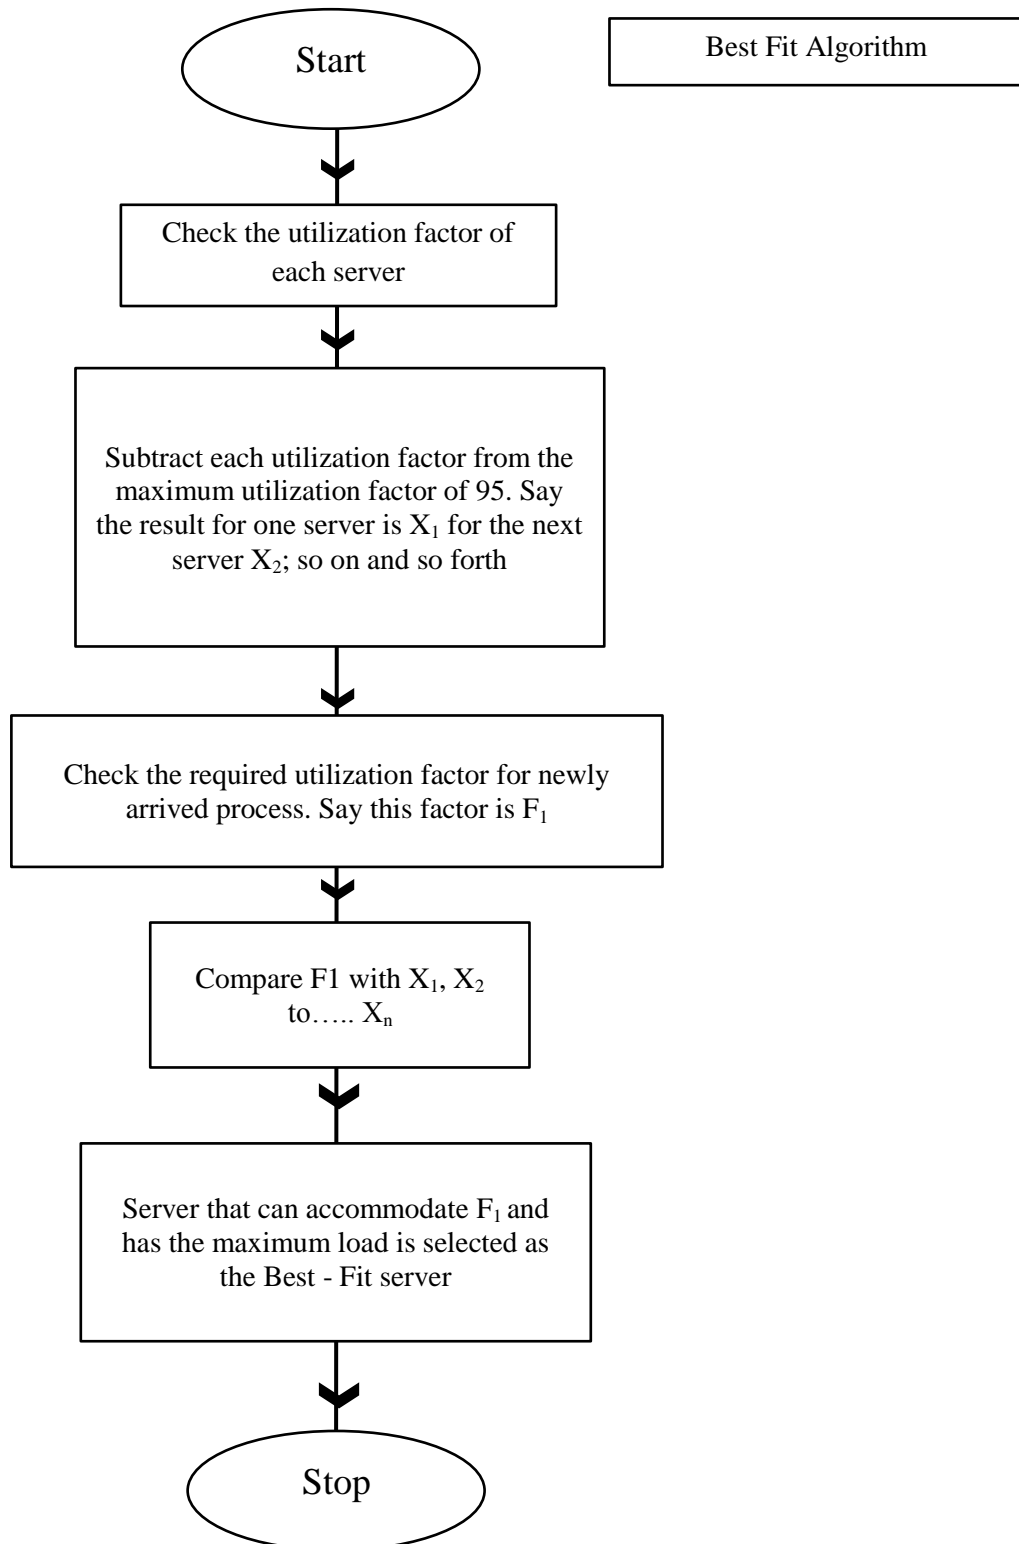 Start
Best Fit Algorithm
Check the utilization factor of
each server
Subtract each utilization factor from the
maximum utilization factor of 95. Say
the result for one server is X₁ for the next
server X₂; so on and so forth
Check the required utilization factor for newly
arrived process. Say this factor is F₁
Compare F1 with X₁, X₂
to….. Xₙ
Server that can accommodate F₁ and
has the maximum load is selected as
the Best - Fit server
Stop